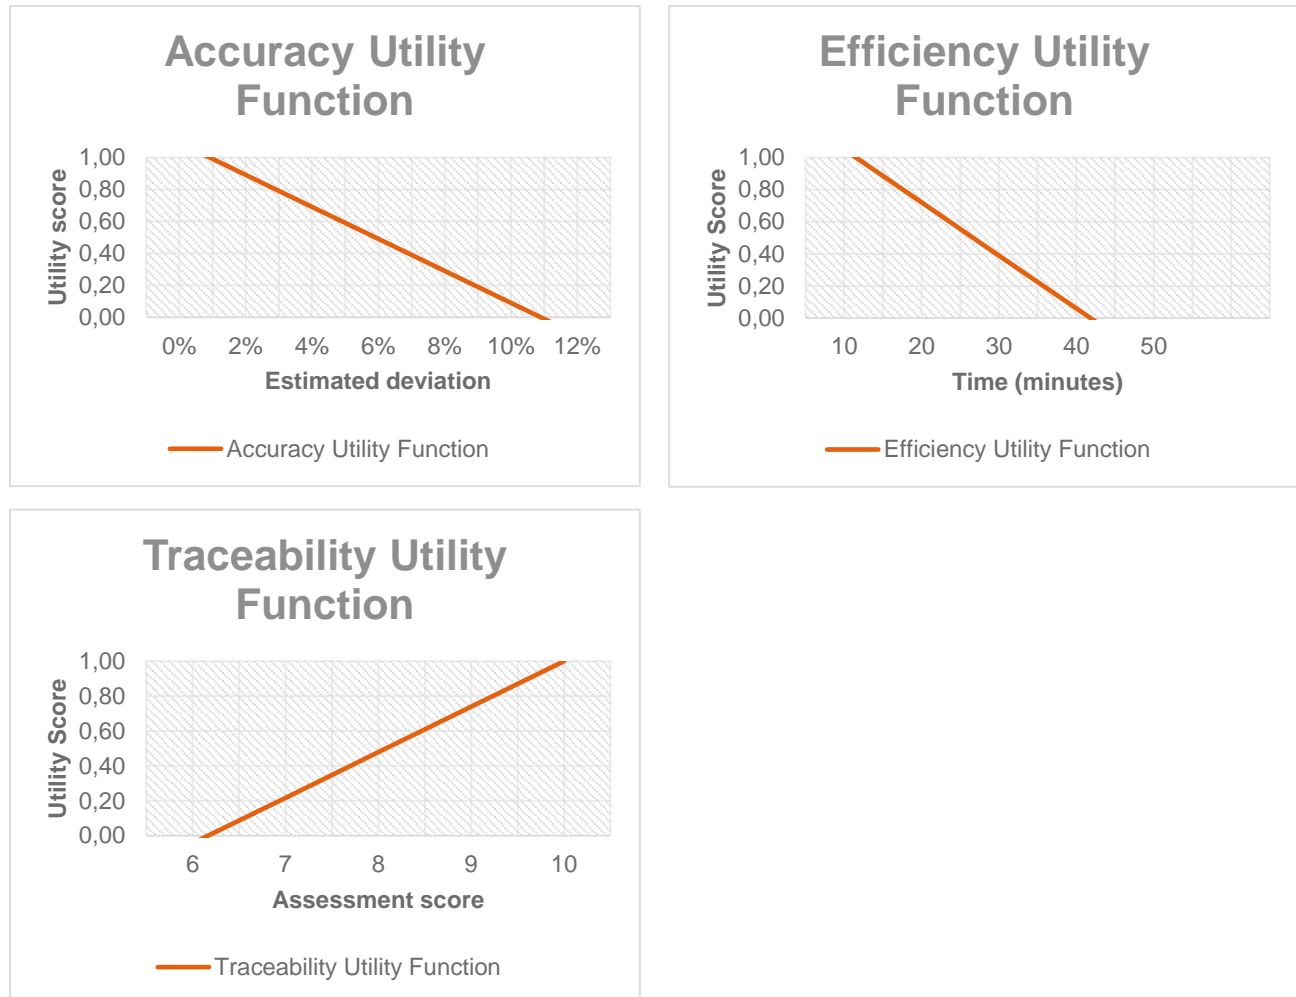 Accuracy Utility
Function
1,00
0,80
0,60
0,40
0,20
0,00
Utility score
0% 2% 4% 6% 8% 10% 12%
Estimated deviation
Accuracy Utility Function
Efficiency Utility
Function
1,00
0,80
0,60
0,40
0,20
0,00
Utility Score
10 20 30 40 50
Time (minutes)
Efficiency Utility Function
Traceability Utility
Function
1,00
0,80
0,60
0,40
0,20
0,00
Utility Score
6 7 8 9 10
Assessment score
Traceability Utility Function